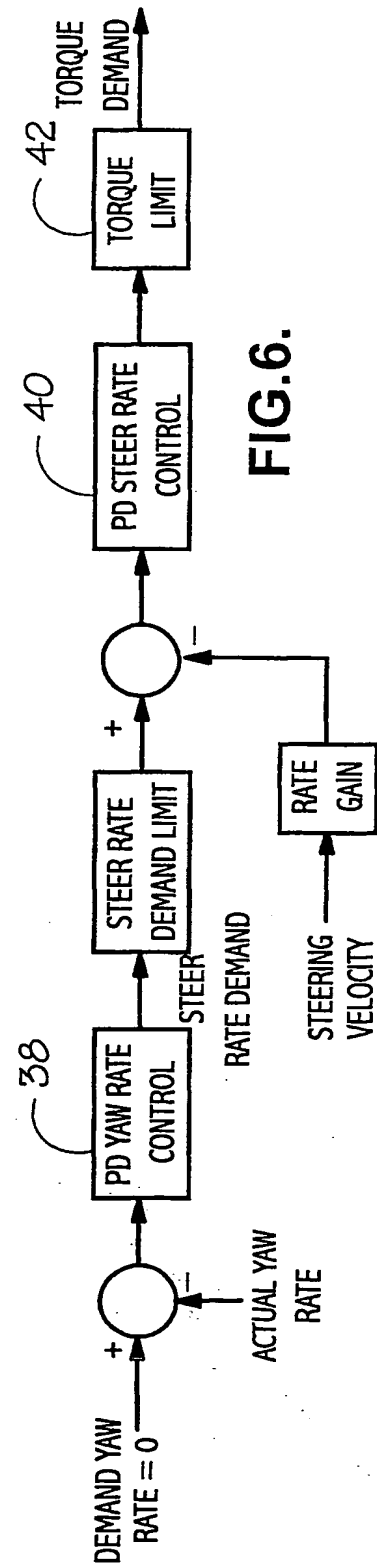 DEMAND YAW
RATE = 0
+
-
ACTUAL YAW
RATE
38
PD YAW RATE
CONTROL
STEER
RATE DEMAND
STEER RATE
DEMAND LIMIT
+
-
STEERING
VELOCITY
RATE
GAIN
40
PD STEER RATE
CONTROL
42
TORQUE
LIMIT
TORQUE
DEMAND
FIG.6.